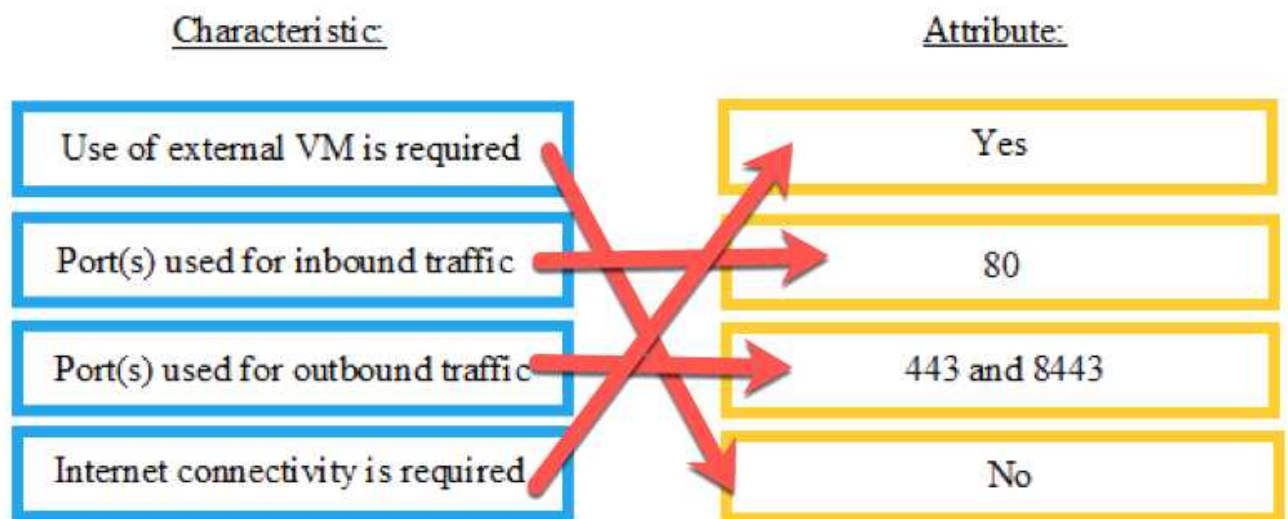 Characteristic: Attribute:
Use of external VM is required Yes
Port(s) used for inbound traffic 80
Port(s) used for outbound traffic 443 and 8443
Internet connectivity is required No